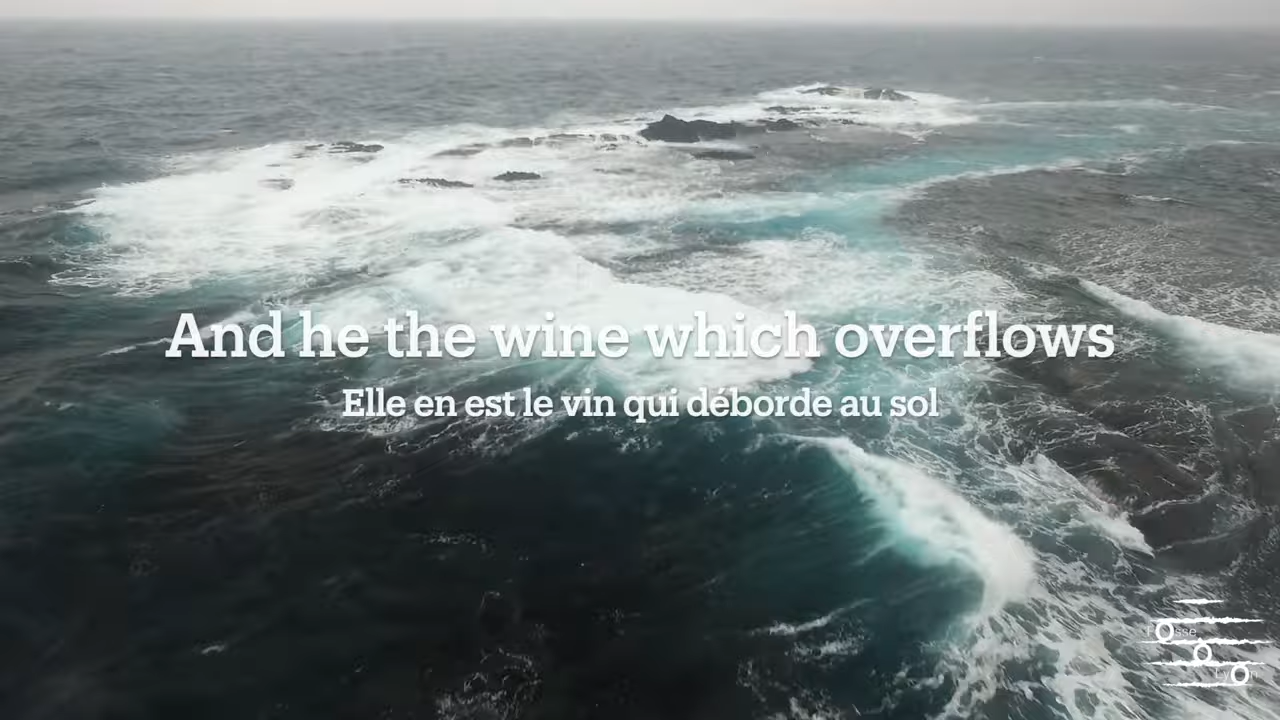 And he the wine which overflows
Elle en est le vin qui déborde au sol